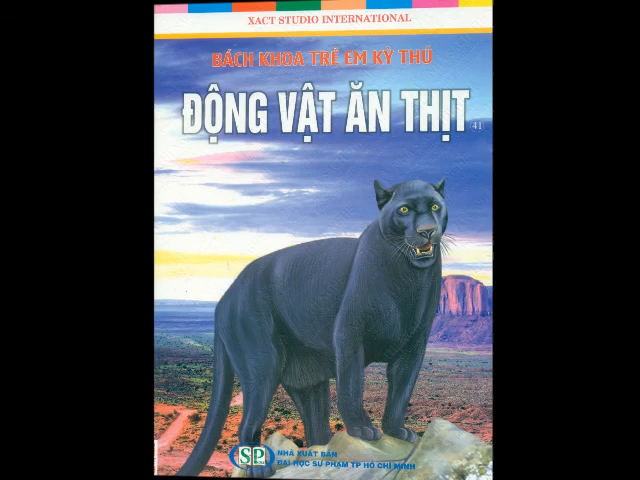 XACT STUDIO INTERNATIONAL
BÁCH KHOA TRẺ EM KỲ THÚ
ĐỘNG VẬT ĂN THỊT
41
SP
NHÀ XUẤT BẢN
ĐẠI HỌC SƯ PHẠM TP HỒ CHÍ MINH